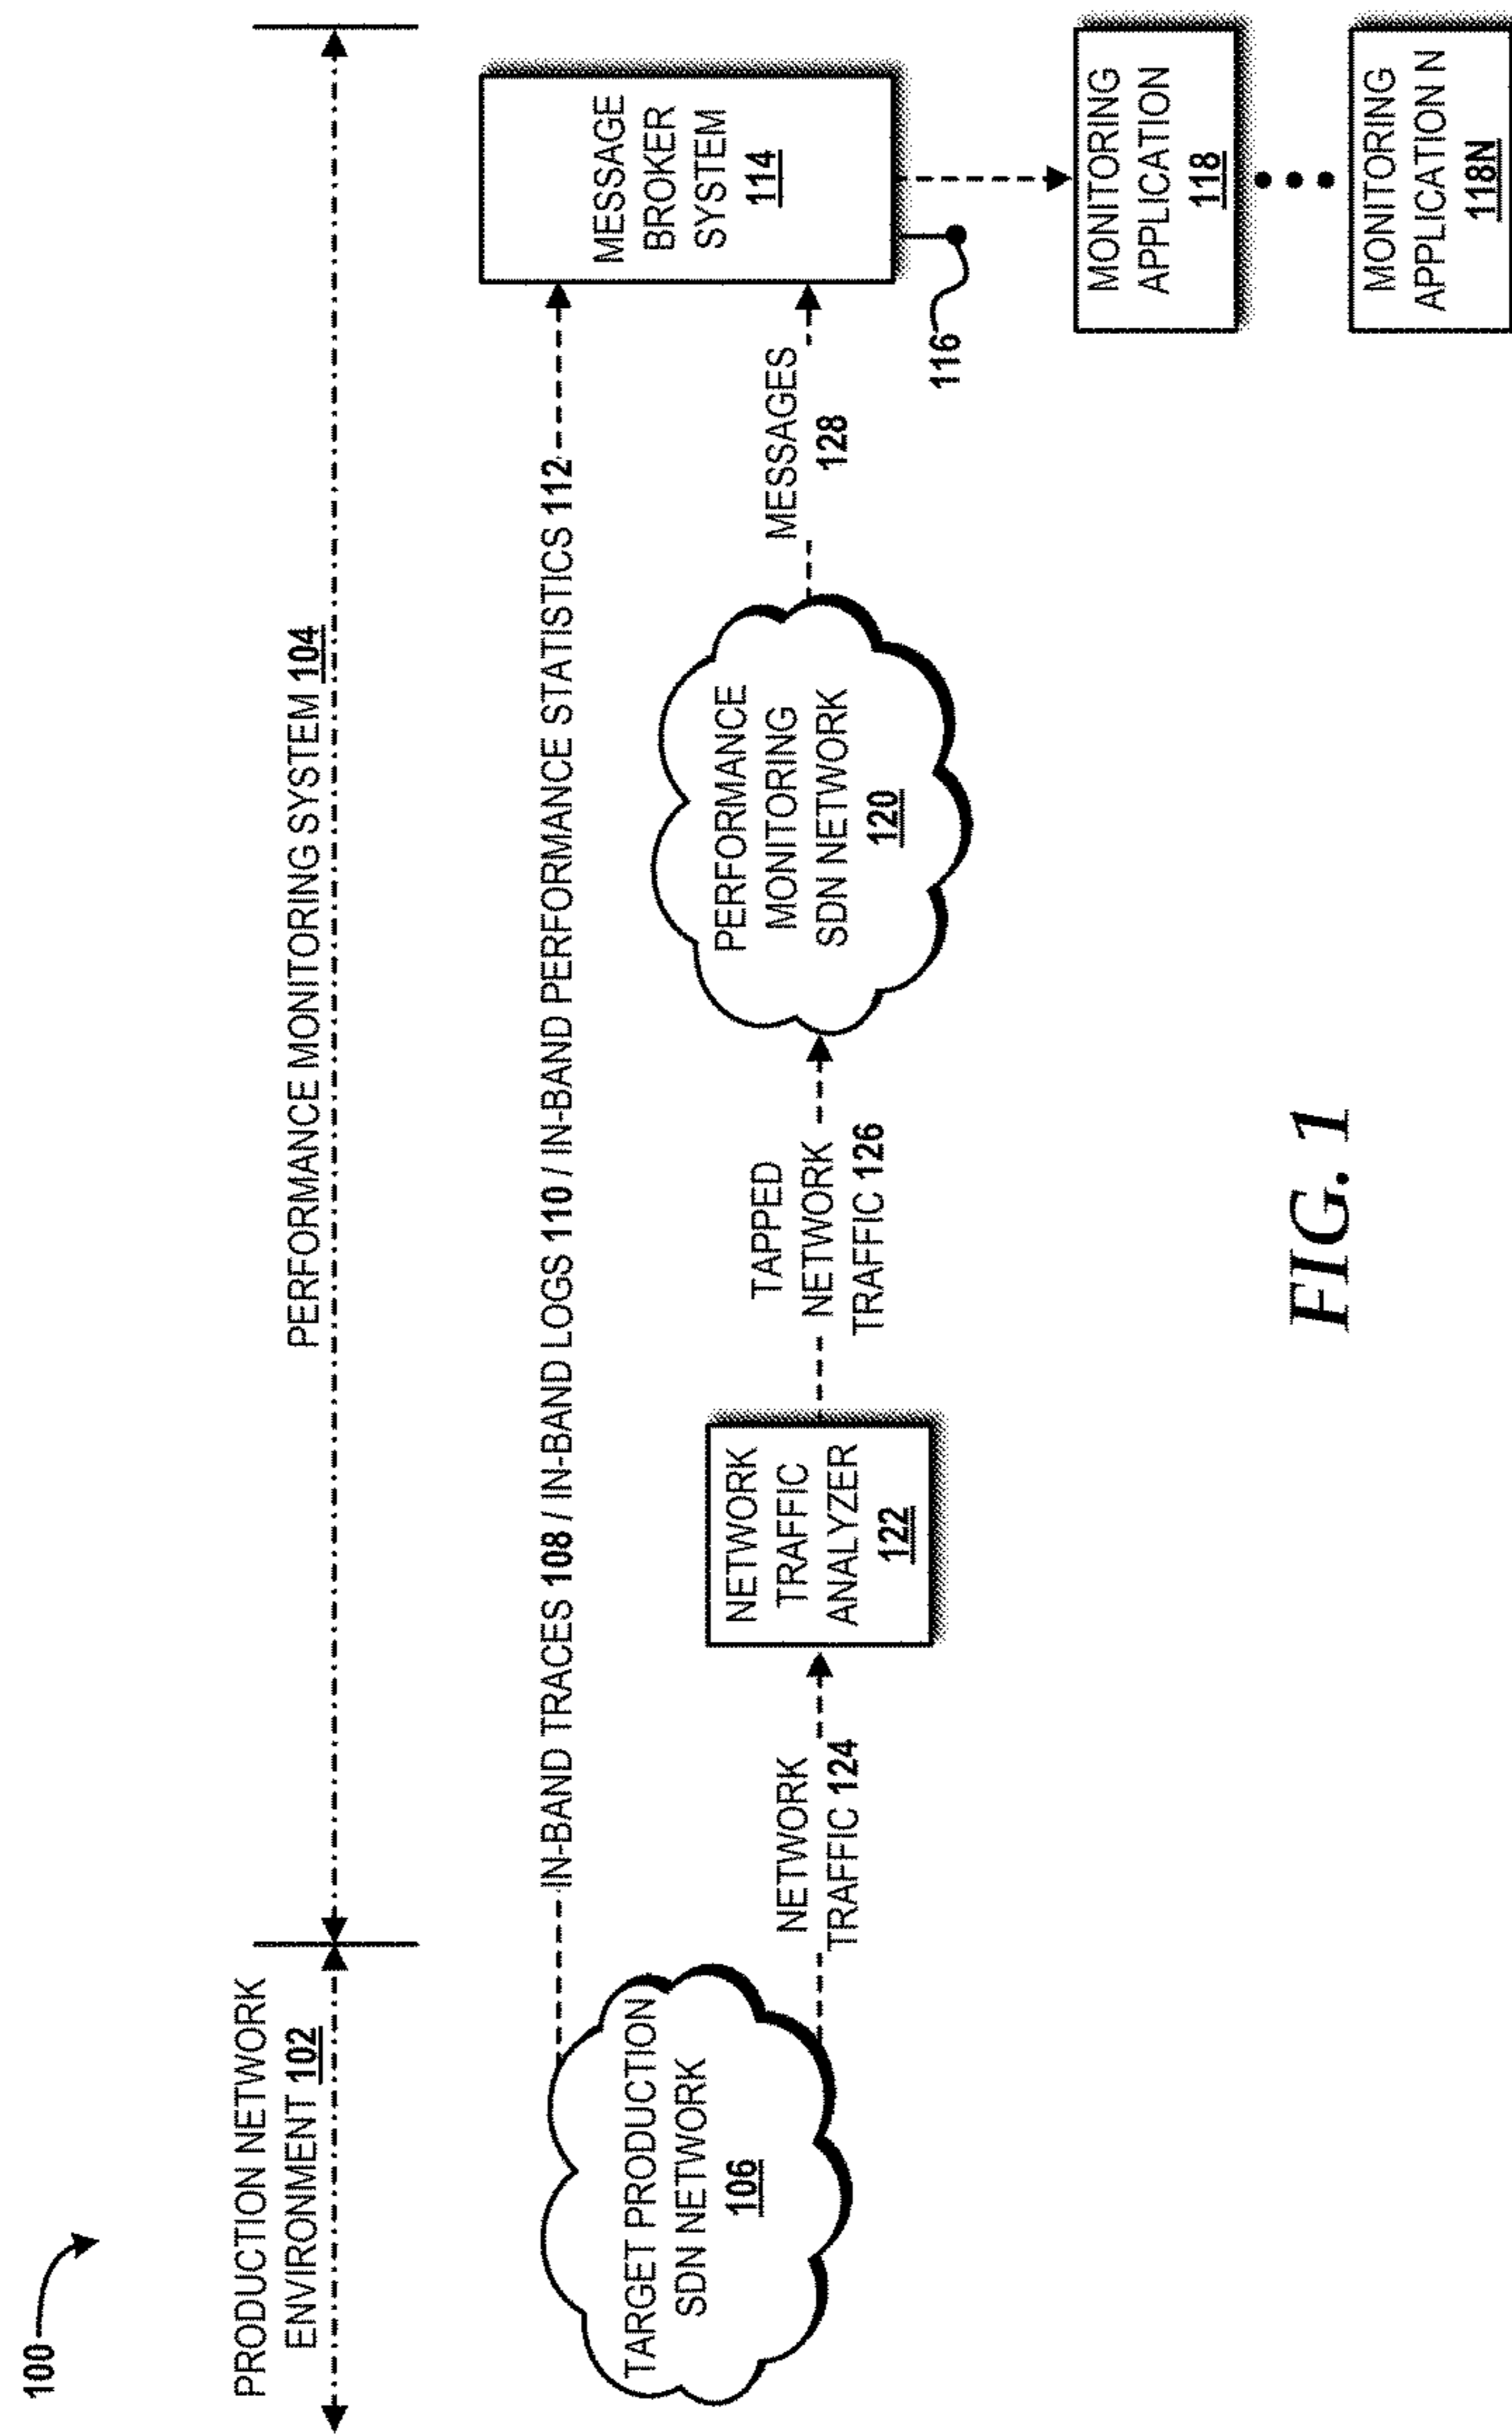 100
PRODUCTION NETWORK
ENVIRONMENT 102
PERFORMANCE MONITORING SYSTEM 104
TARGET PRODUCTION
SDN NETWORK
106
IN-BAND TRACES 108 / IN-BAND LOGS 110 / IN-BAND PERFORMANCE STATISTICS 112
NETWORK
TRAFFIC 124
NETWORK
TRAFFIC
ANALYZER
122
TAPPED
NETWORK
TRAFFIC 126
PERFORMANCE
MONITORING
SDN NETWORK
120
MESSAGES
128
MESSAGE
BROKER
SYSTEM
114
116
MONITORING
APPLICATION
118
MONITORING
APPLICATION N
118N
FIG. 1